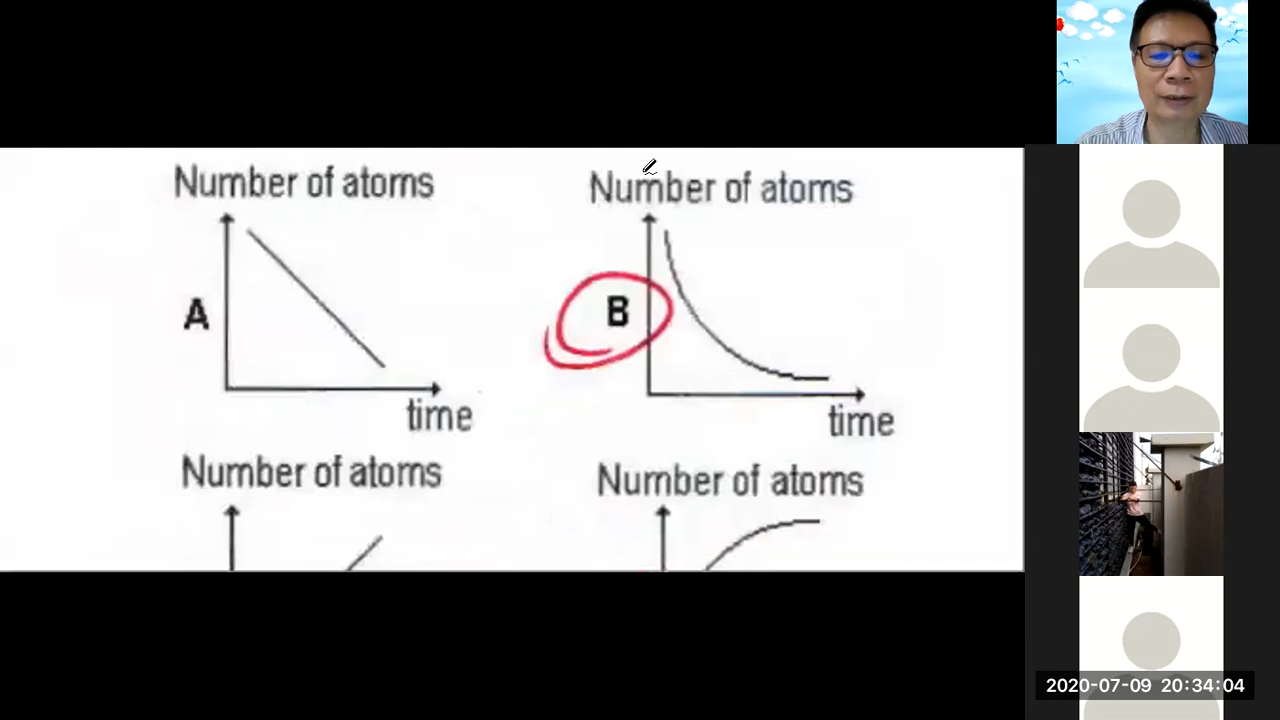 Number of atoms
Number of atoms
A
B
time
time
Number of atoms
Number of atoms
2020-07-09 20:34:04